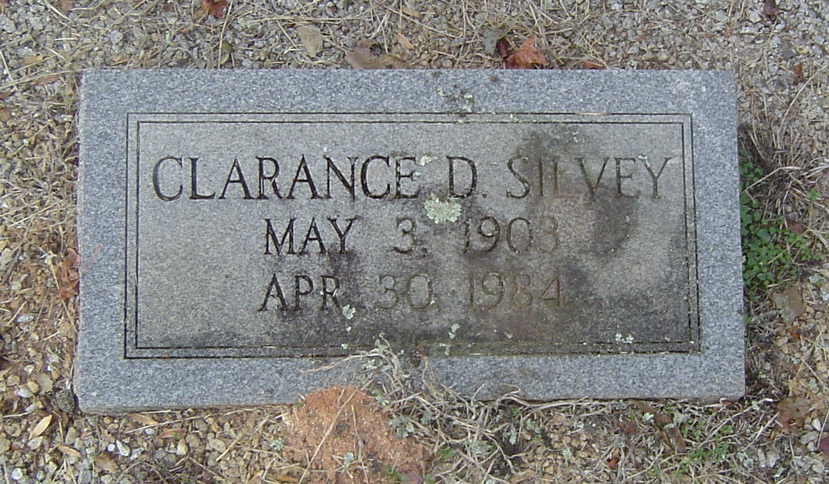 CLARANCE D. SILVEY
MAY 3, 1903
APR. 30, 1984